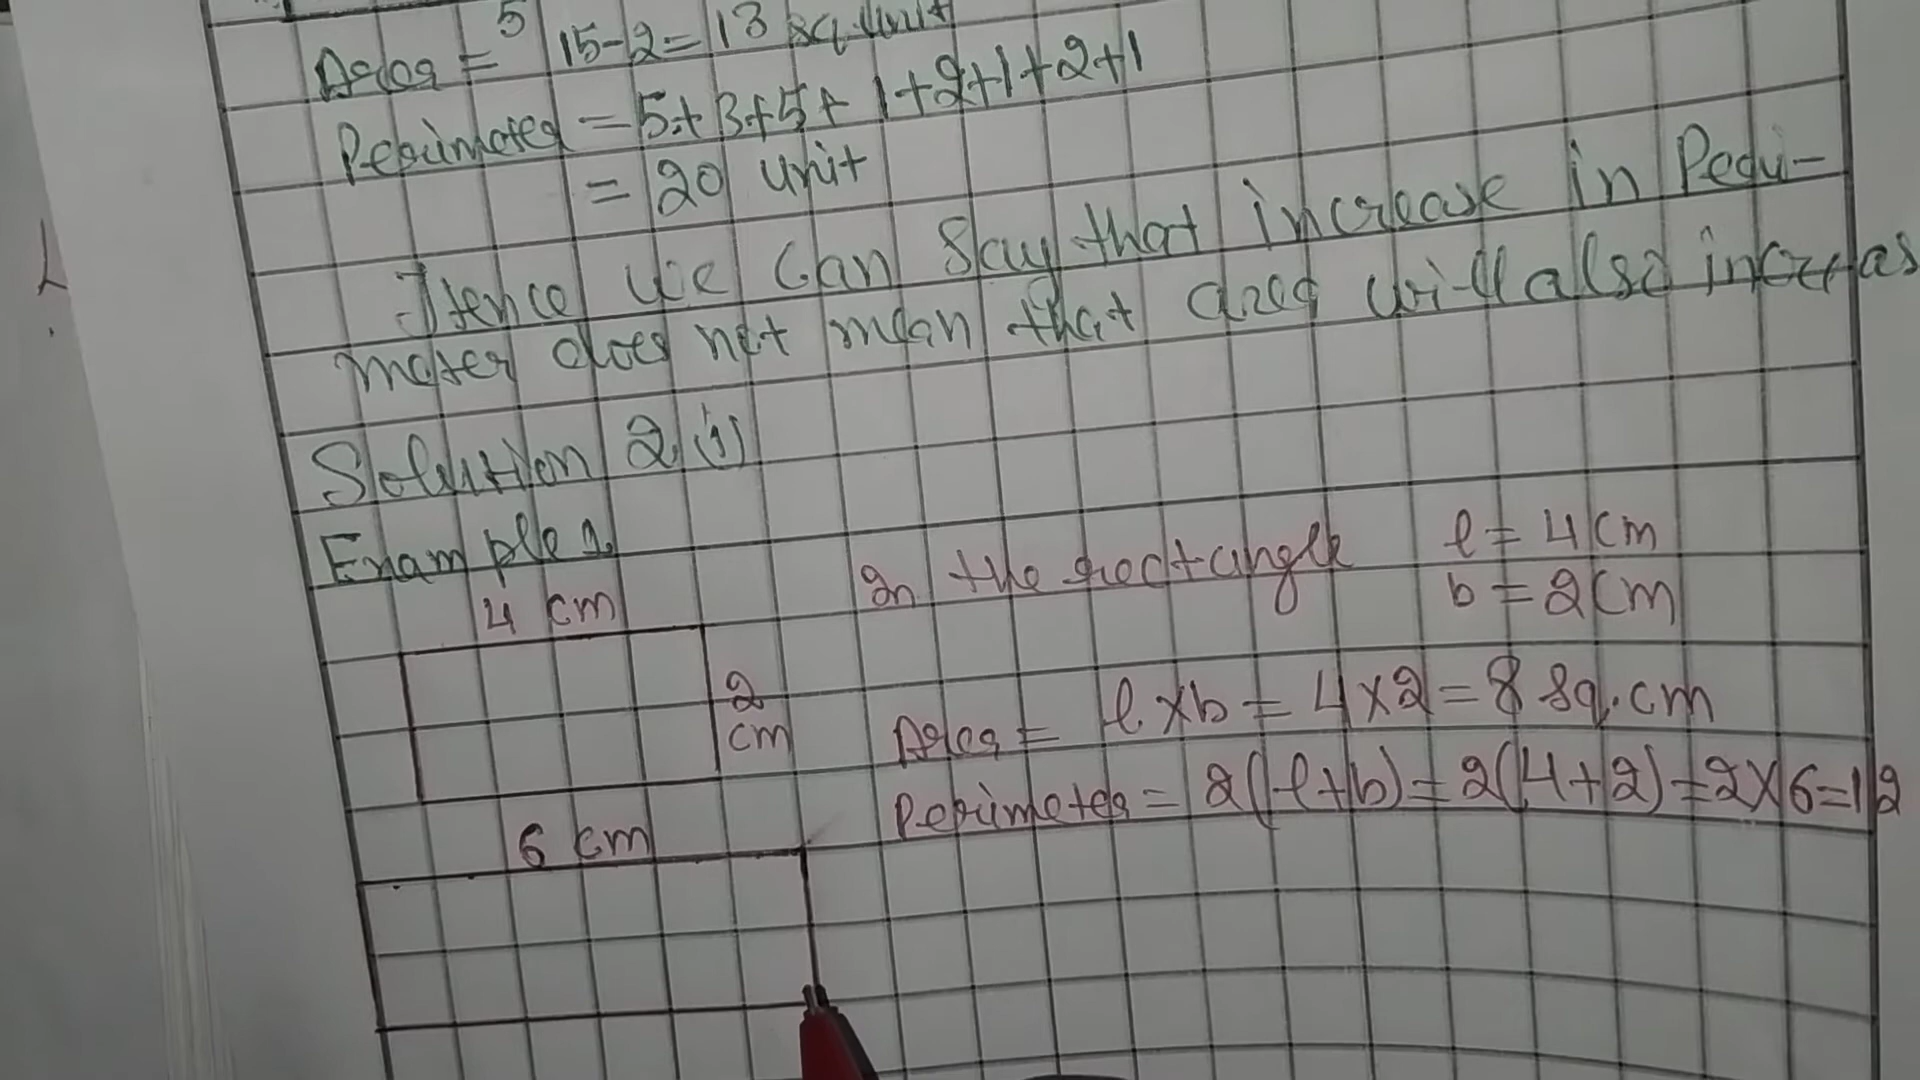 5
Area = 15-2=13 sq. unit
Perimeter = 5+3+5+1+2+1+2+1
= 20 unit
Hence we can say that increase in Peri-
meter does not mean that area will also increas
Solution 2 (i)
Example 1
4 cm
2
cm
In the rectangle l = 4 cm
b = 2 cm
Area = l×b = 4×2 = 8 sq. cm
Perimeter = 2(l+b) = 2(4+2) = 2×6=12
6 cm